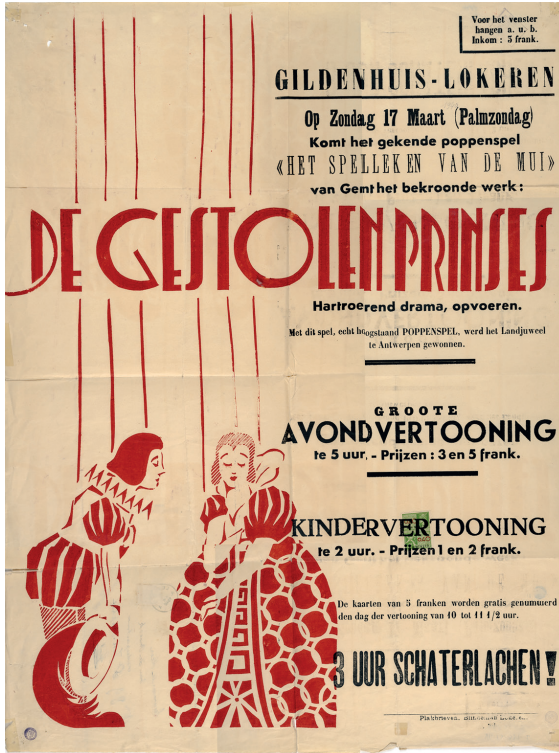 Voor het venster
hangen a. u. b.
Inkom : 5 frank.
GILDENHUIS-LOKEREN
Op Zondag 17 Maart (Palmzondag)
Komt het gekende poppenspel
«HET SPELLEKEN VAN DE MUI»
van Gent het bekroonde werk :
DE GESTOLEN PRINSES
Hartroerend drama, opvoeren.
Met dit spel, echt hoogstaand POPPENSPEL, werd het Landjuweel
te Antwerpen gewonnen.
GROOTE
AVONDVERTOONING
te 5 uur, - Prijzen : 3 en 5 frank.
KINDERVERTOONING
te 2 uur. - Prijzen 1 en 2 frank.
De kaarten van 5 franken worden gratis genumuerd
den dag der vertooning van 10 tot 11 1/2 uur.
3 UUR SCHATERLACHEN !